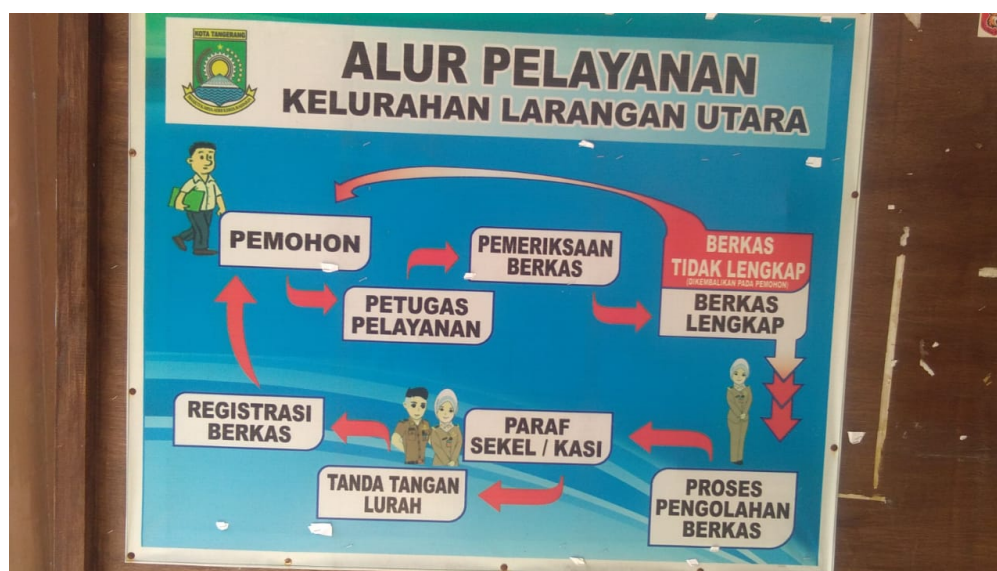 KOTA TANGERANG
ALUR PELAYANAN
KELURAHAN LARANGAN UTARA
PEMOHON
PETUGAS
PELAYANAN
PEMERIKSAAN
BERKAS
BERKAS
TIDAK LENGKAP
(DIKEMBALIKAN PADA PEMOHON)
BERKAS
LENGKAP
PROSES
PENGOLAHAN
BERKAS
PARAF
SEKEL / KASI
TANDA TANGAN
LURAH
REGISTRASI
BERKAS